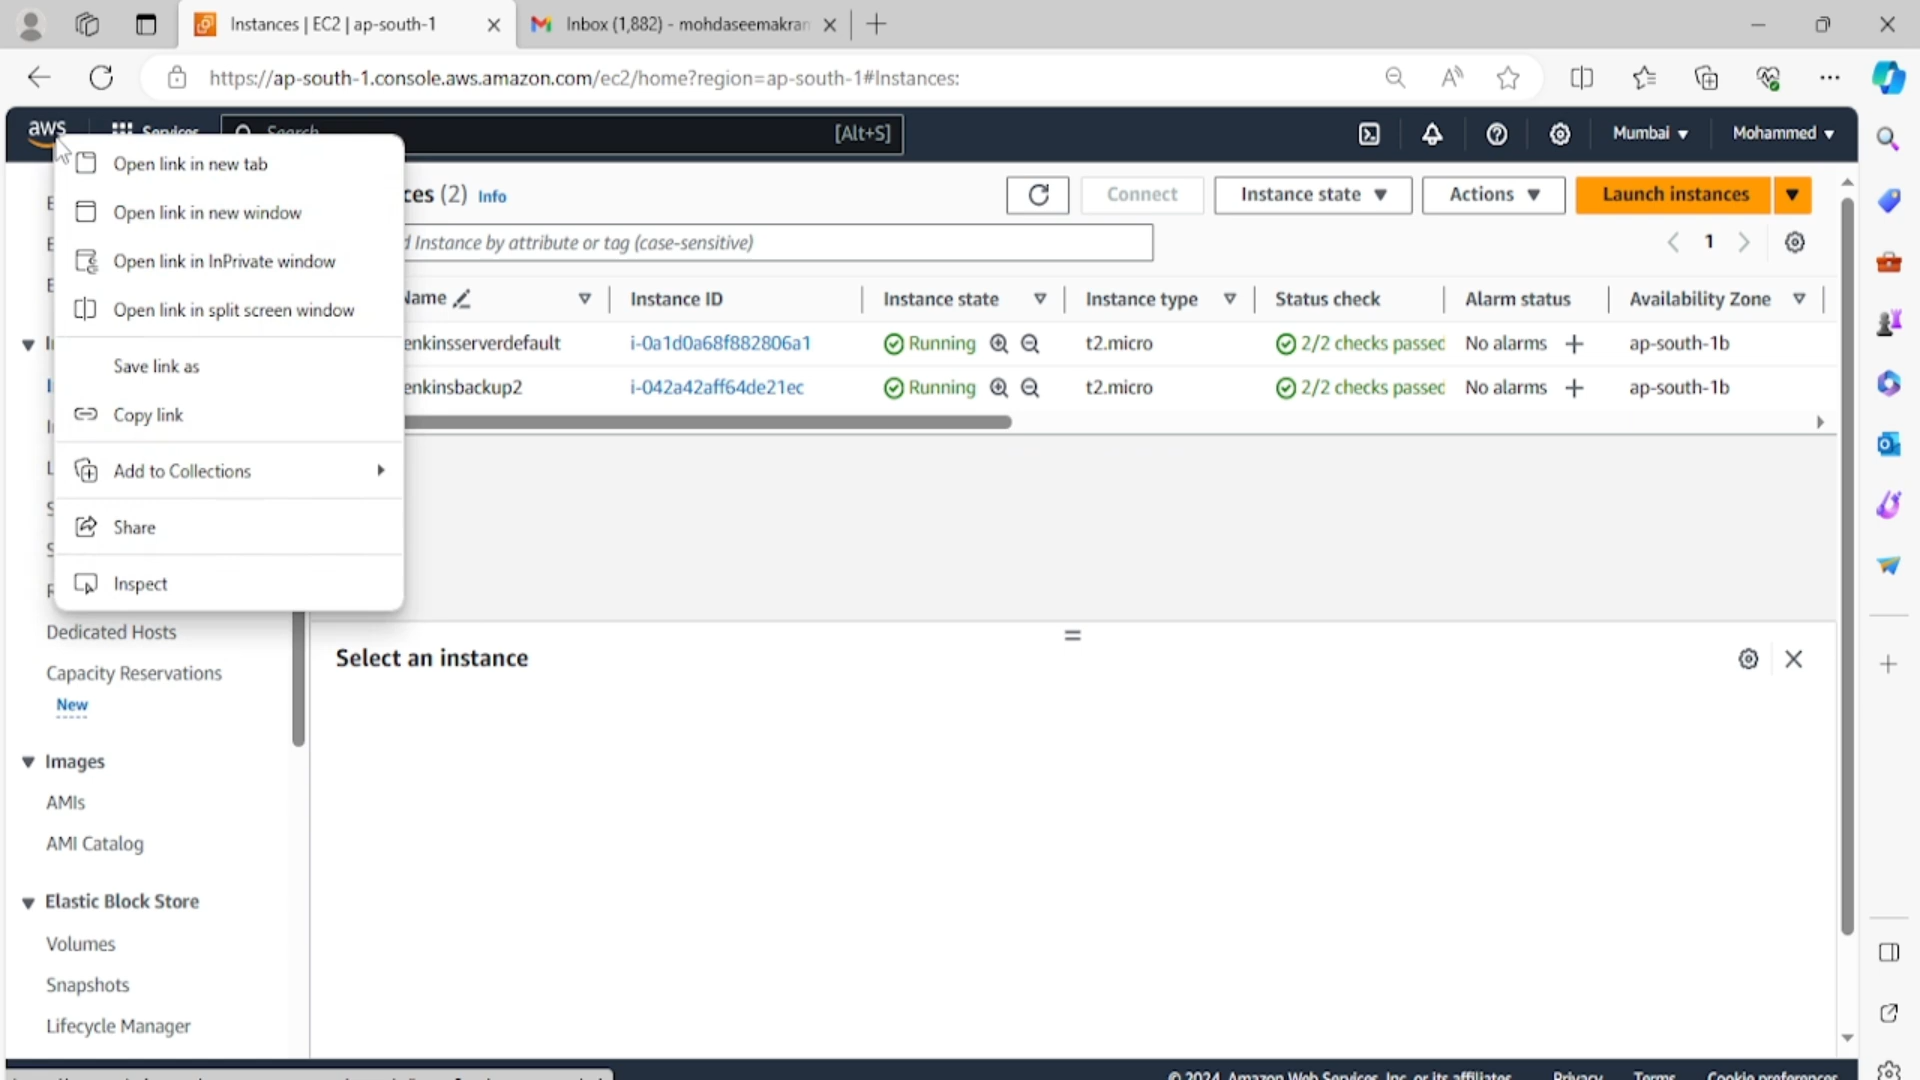 Instances | EC2 | ap-south-1
Inbox (1,882) - mohdaseemakran
https://ap-south-1.console.aws.amazon.com/ec2/home?region=ap-south-1#Instances:
aws
Services
Search
[Alt+S]
Mumbai
Mohammed
Open link in new tab
Open link in new window
Open link in InPrivate window
Open link in split screen window
Save link as
Copy link
Add to Collections
Share
Inspect
ces (2) Info
Connect
Instance state
Actions
Launch instances
Instance by attribute or tag (case-sensitive)
1
Name
Instance ID
Instance state
Instance type
Status check
Alarm status
Availability Zone
enkinsserverdefault
i-0a1d0a68f882806a1
Running
t2.micro
2/2 checks passed
No alarms
ap-south-1b
enkinsbackup2
i-042a42aff64de21ec
Running
t2.micro
2/2 checks passed
No alarms
ap-south-1b
Dedicated Hosts
Capacity Reservations
New
Images
AMIs
AMI Catalog
Elastic Block Store
Volumes
Snapshots
Lifecycle Manager
Select an instance
© 2024, Amazon Web Services, Inc. or its affiliates.
Privacy
Terms
Cookie preferences